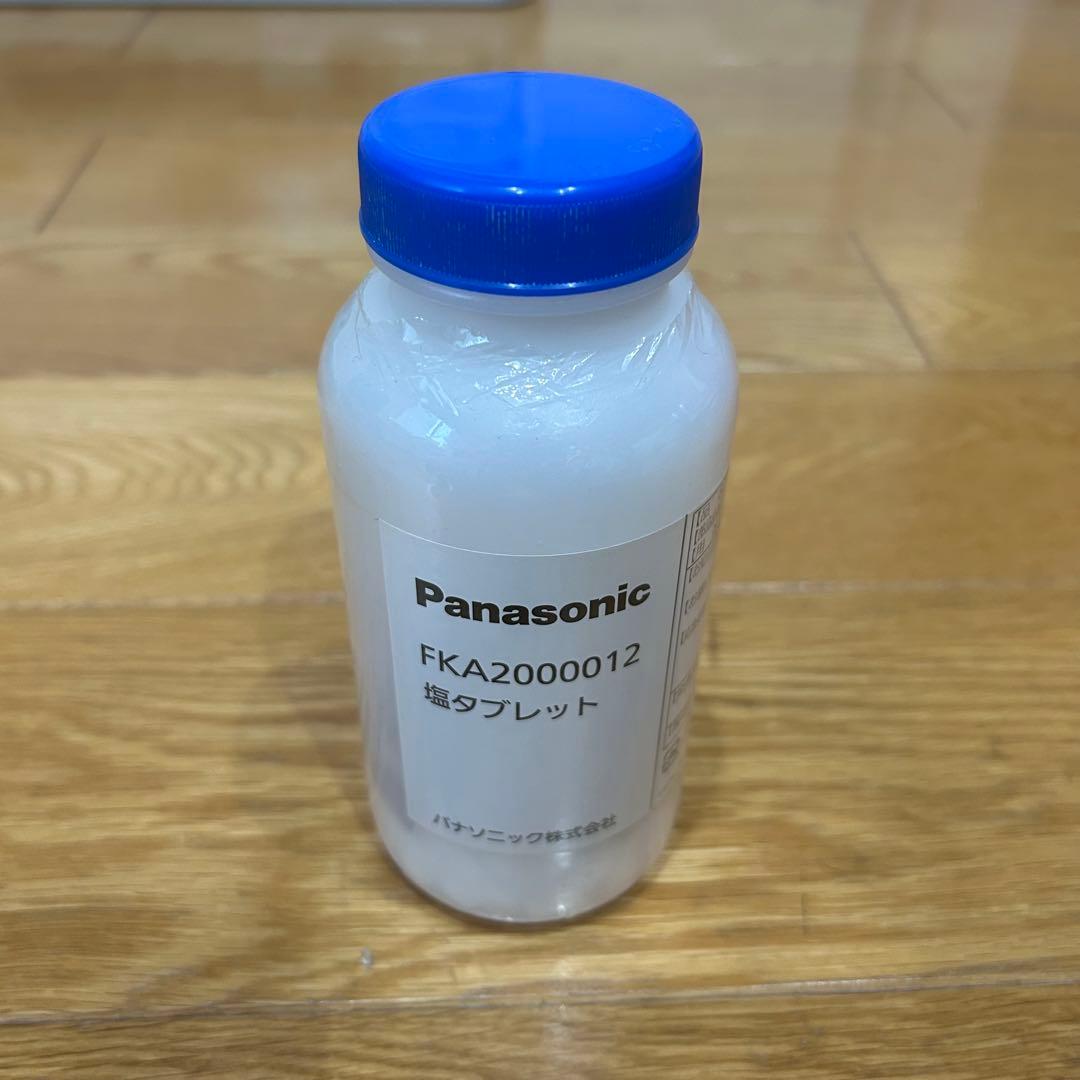 Panasonic
FKA2000012
塩タブレット
パナソニック株式会社